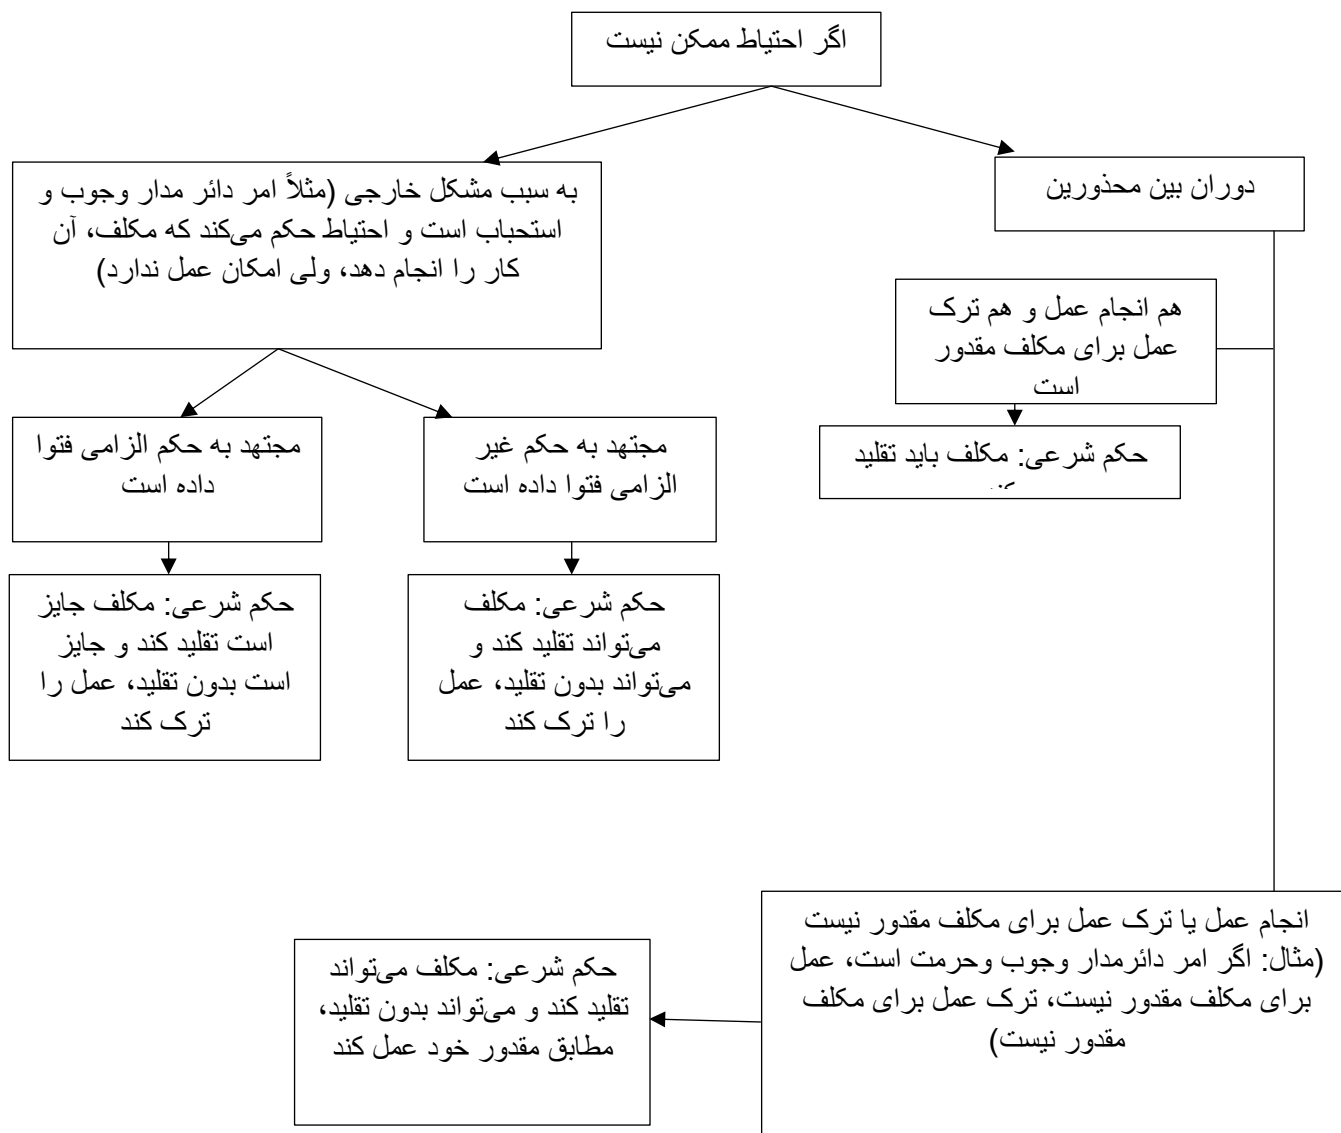 اگر احتیاط ممکن نیست
دوران بین محذورین
به سبب مشکل خارجی (مثلاً امر دائر مدار وجوب و
استحباب است و احتیاط حکم می‌کند که مکلف، آن
کار را انجام دهد، ولی امکان عمل ندارد)
هم انجام عمل و هم ترک
عمل برای مکلف مقدور
است
حکم شرعی: مکلف باید تقلید
مجتهد به حکم غیر
الزامی فتوا داده است
مجتهد به حکم الزامی فتوا
داده است
حکم شرعی: مکلف
می‌تواند تقلید کند و
می‌تواند بدون تقلید، عمل
را ترک کند
حکم شرعی: مکلف جایز
است تقلید کند و جایز
است بدون تقلید، عمل را
ترک کند
انجام عمل یا ترک عمل برای مکلف مقدور نیست
(مثال: اگر امر دائرمدار وجوب وحرمت است، عمل
برای مکلف مقدور نیست، ترک عمل برای مکلف
مقدور نیست)
حکم شرعی: مکلف می‌تواند
تقلید کند و می‌تواند بدون تقلید،
مطابق مقدور خود عمل کند